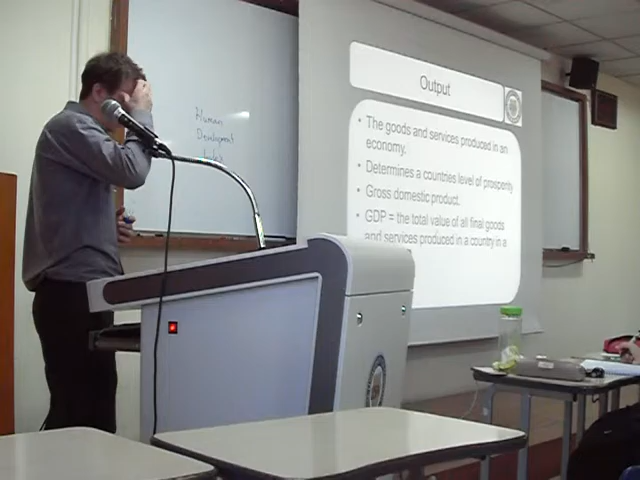 Human
Development
Index
Output
• The goods and services produced in an
economy.
• Determines a countries level of prosperity
• Gross domestic product.
• GDP = the total value of all final goods
and services produced in a country in a